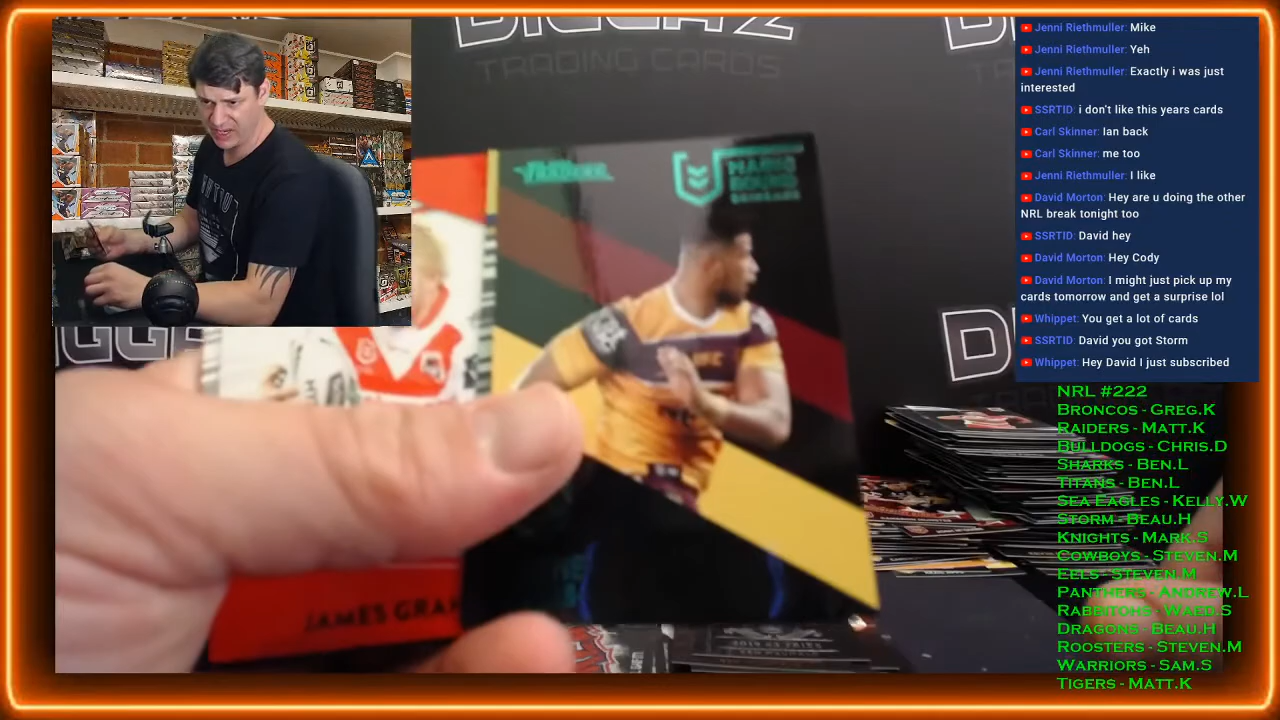 TRADING CARDS
TRADERS
JAMES GRAH
Jenni Riethmuller: Mike
Jenni Riethmuller: Yeh
Jenni Riethmuller: Exactly i was just
interested
SSRTID: i don't like this years cards
Carl Skinner: Ian back
Carl Skinner: me too
Jenni Riethmuller: I like
David Morton: Hey are u doing the other
NRL break tonight too
SSRTID: David hey
David Morton: Hey Cody
David Morton: I might just pick up my
cards tomorrow and get a surprise lol
Whippet: You get a lot of cards
SSRTID: David you got Storm
Whippet: Hey David I just subscribed
NRL #222
Broncos - Greg.K
Raiders - Matt.K
Bulldogs - Chris.D
Sharks - Ben.L
Titans - Ben.L
Sea Eagles - Kelly.W
Storm - Beau.H
Knights - Mark.S
Cowboys - Steven.M
Eels - Steven.M
Panthers - Andrew.L
Rabbitohs - Waed.S
Dragons - Beau.H
Roosters - Steven.M
Warriors - Sam.S
Tigers - Matt.K